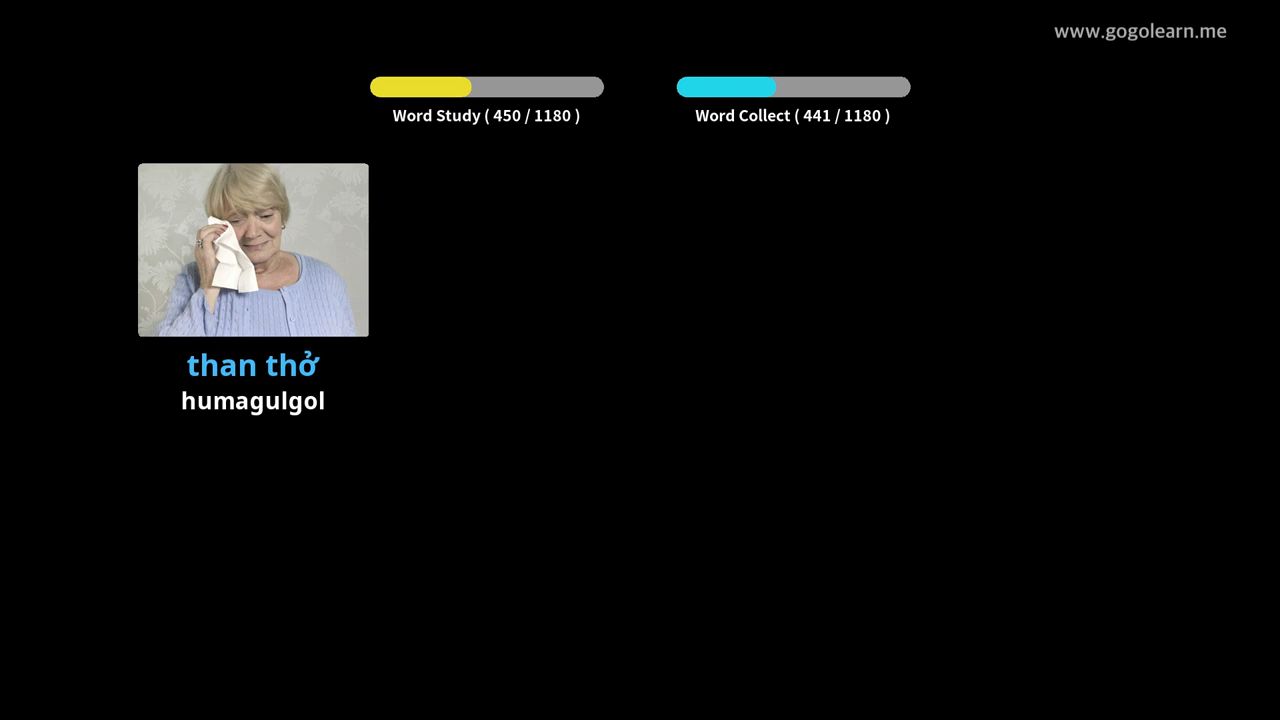 www.gogolearn.me
Word Study ( 450 / 1180 )
Word Collect ( 441 / 1180 )
than thở
humagulgol